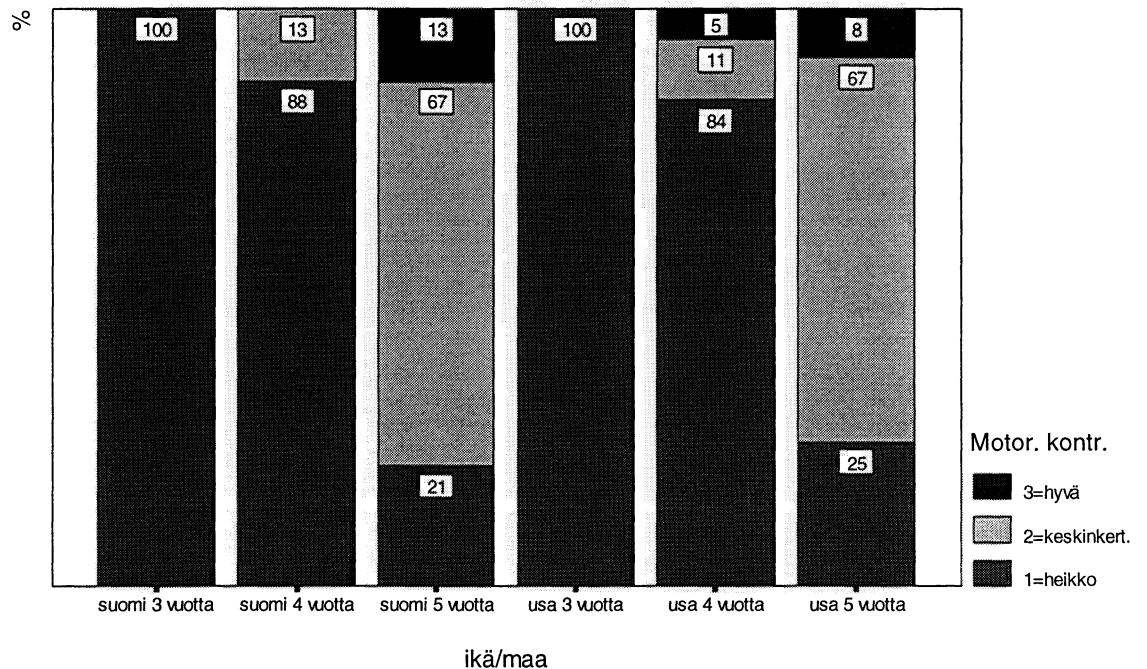 %
100
13
13
100
5
8
11
67
67
88
84
25
21
Motor. kontr.
3=hyvä
2=keskinkert.
1=heikko
suomi 3 vuotta suomi 4 vuotta suomi 5 vuotta usa 3 vuotta usa 4 vuotta usa 5 vuotta
ikä/maa